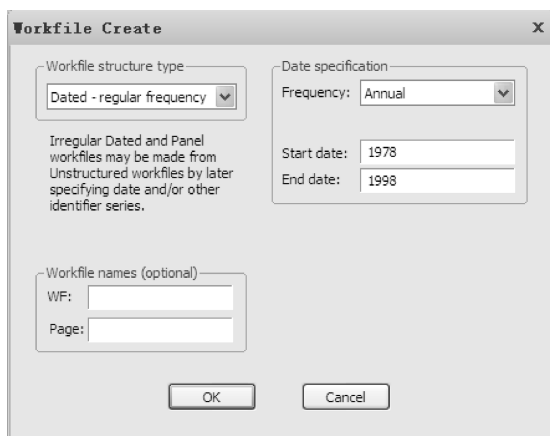 Workfile Create x
Workfile structure type
Dated - regular frequency
Irregular Dated and Panel
workfiles may be made from
Unstructured workfiles by later
specifying date and/or other
identifier series.
Date specification
Frequency: Annual
Start date: 1978
End date: 1998
Workfile names (optional)
WF:
Page:
OK Cancel